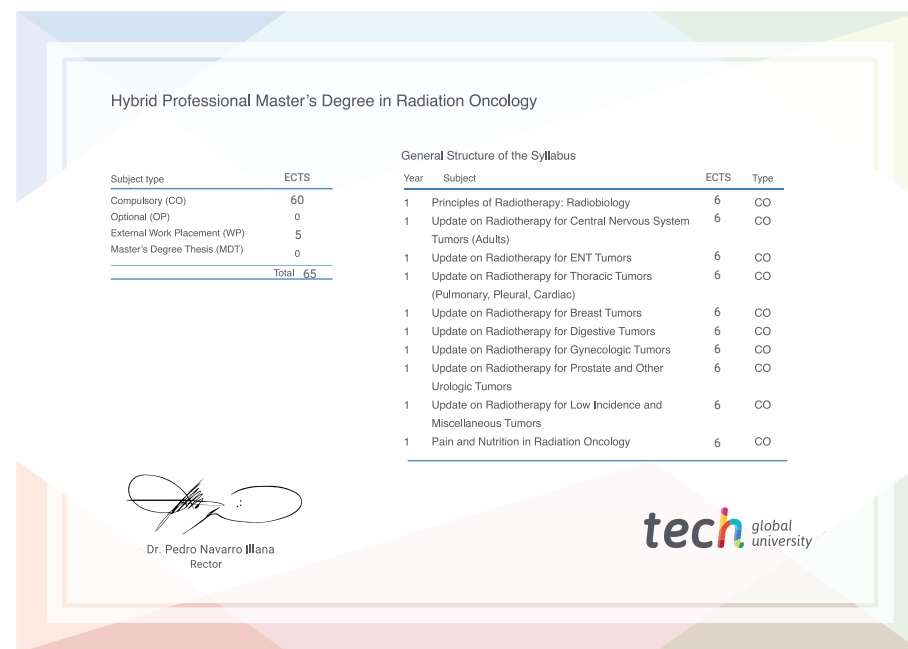 Hybrid Professional Master's Degree in Radiation Oncology
Subject type ECTS
Compulsory (CO) 60
Optional (OP) 0
External Work Placement (WP) 5
Master's Degree Thesis (MDT) 0
Total 65
General Structure of the Syllabus
Year Subject ECTS Type
1 Principles of Radiotherapy: Radiobiology 6 CO
1 Update on Radiotherapy for Central Nervous System 6 CO
Tumors (Adults)
1 Update on Radiotherapy for ENT Tumors 6 CO
1 Update on Radiotherapy for Thoracic Tumors 6 CO
(Pulmonary, Pleural, Cardiac)
1 Update on Radiotherapy for Breast Tumors 6 CO
1 Update on Radiotherapy for Digestive Tumors 6 CO
1 Update on Radiotherapy for Gynecologic Tumors 6 CO
1 Update on Radiotherapy for Prostate and Other 6 CO
Urologic Tumors
1 Update on Radiotherapy for Low Incidence and 6 CO
Miscellaneous Tumors
1 Pain and Nutrition in Radiation Oncology 6 CO
Dr. Pedro Navarro Illana
Rector
tech global
university